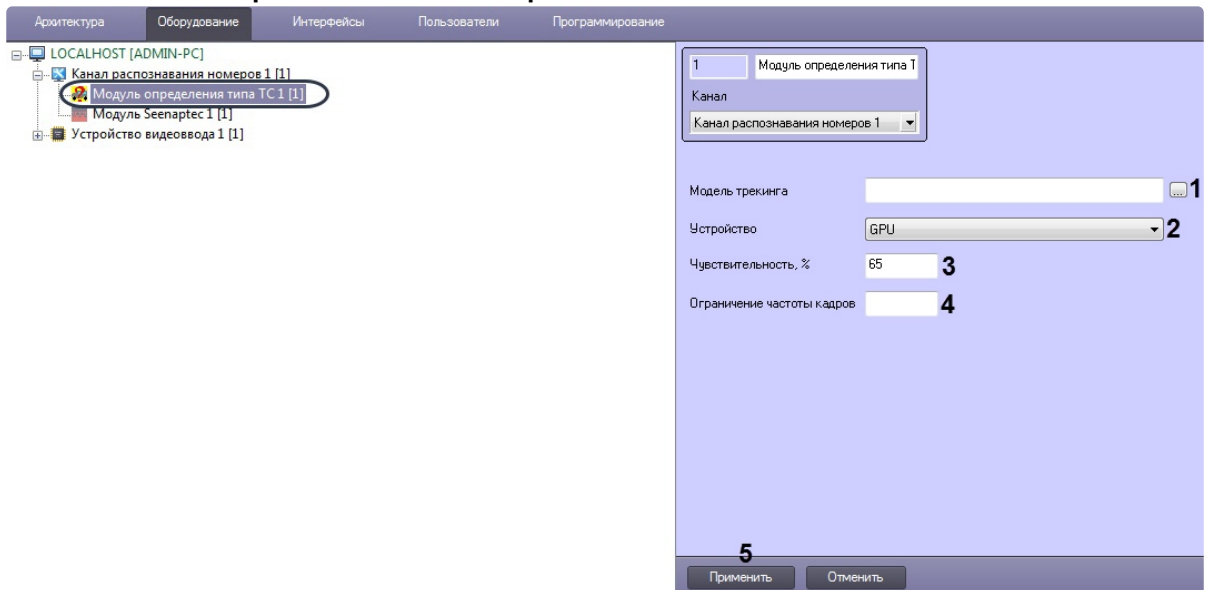 Архитектура Оборудование Интерфейсы Пользователи Программирование
LOCALHOST [ADMIN-PC]
Канал распознавания номеров 1 [1]
Модуль определения типа ТС 1 [1]
Модуль Seenaptec 1 [1]
Устройство видеоввода 1 [1]
1 Модуль определения типа Т
Канал
Канал распознавания номеров 1
Модель трекинга ... 1
Устройство GPU 2
Чувствительность, % 65 3
Ограничение частоты кадров 4
5
Применить Отменить